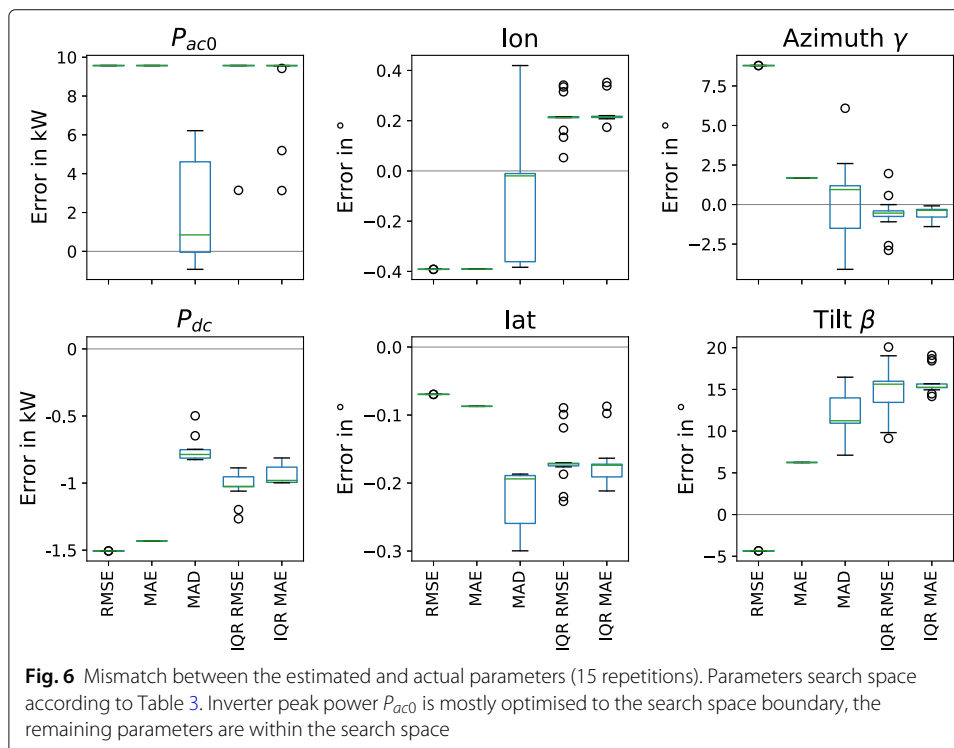 P_ac0
lon
Azimuth γ
Error in kW
10
8
6
4
2
0
Error in °
0.4
0.2
0.0
−0.2
−0.4
Error in °
7.5
5.0
2.5
0.0
−2.5
P_dc
lat
Tilt β
Error in kW
0
-0.5
-1
-1.5
Error in °
0.0
−0.1
−0.2
−0.3
Error in °
20
15
10
5
0
−5
RMSE
MAE
MAD
IQR RMSE
IQR MAE
RMSE
MAE
MAD
IQR RMSE
IQR MAE
RMSE
MAE
MAD
IQR RMSE
IQR MAE
Fig. 6 Mismatch between the estimated and actual parameters (15 repetitions). Parameters search space
according to Table 3. Inverter peak power P_ac0 is mostly optimised to the search space boundary, the
remaining parameters are within the search space